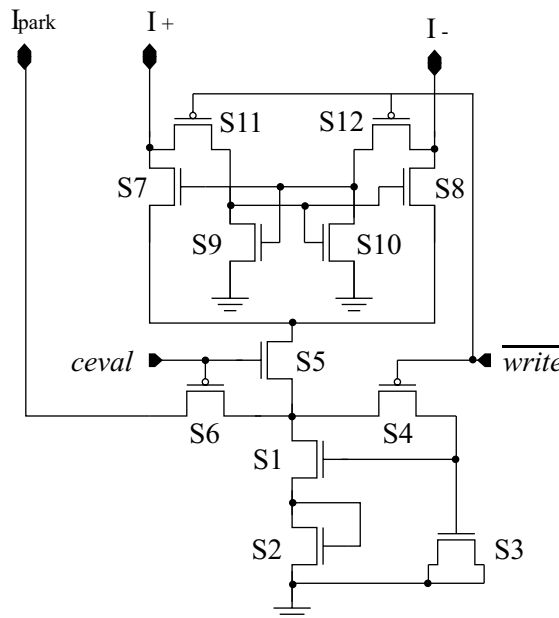 Ipark
I+
I -
S11
S12
S7
S8
S9
S10
ceval
S5
write
S6
S4
S1
S2
S3